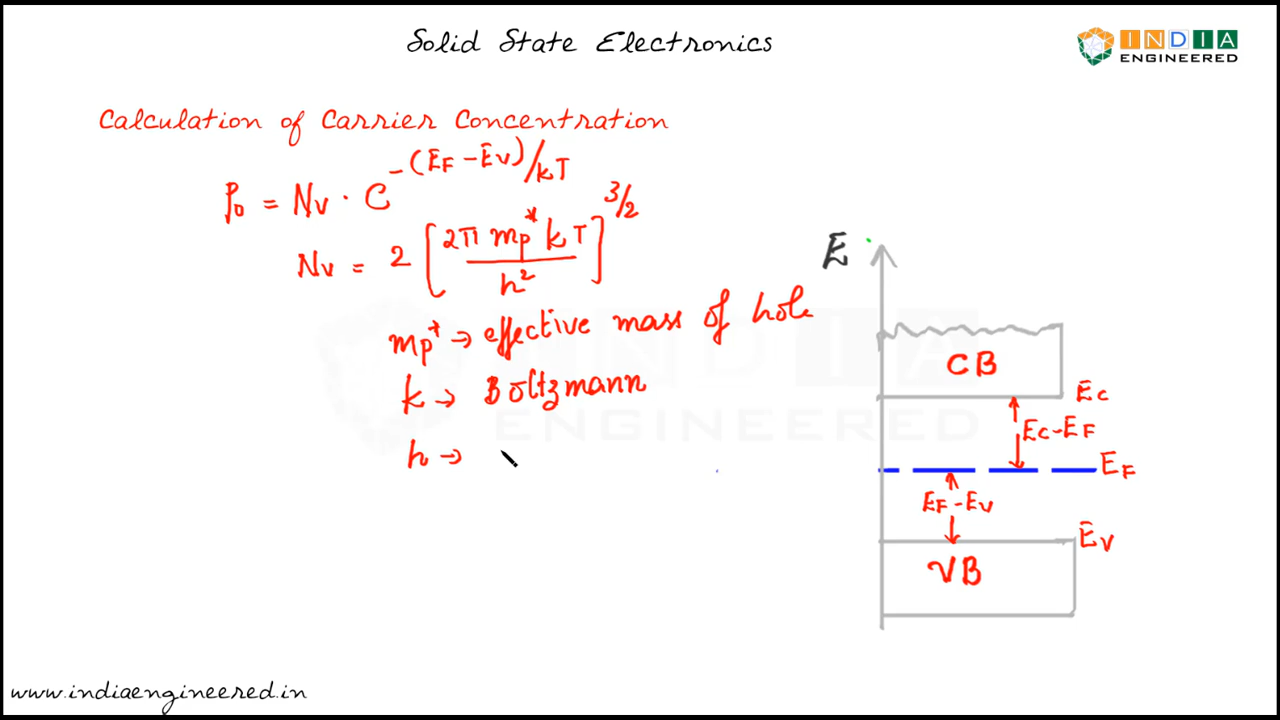 Solid State Electronics
INDIA
ENGINEERED
Calculation of Carrier Concentration
p₀ = Nv · e^-(EF - Ev)/kT
Nv = 2 [2π mp* kT / h²]^3/2
mp* → effective mass of hole
k → Boltzmann
h →
E
CB
Ec
Ec-EF
EF
EF-Ev
Ev
VB
INDIA
ENGINEERED
www.indiaengineered.in